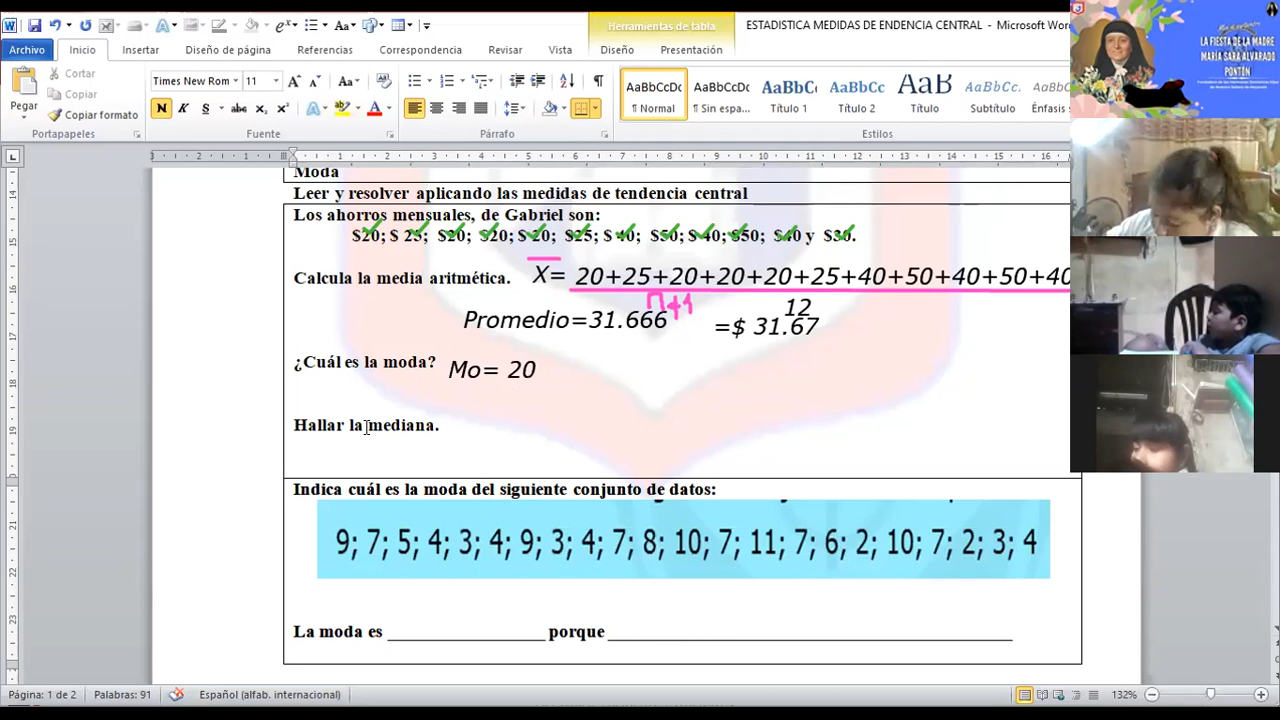 Herramientas de tabla
ESTADISTICA MEDIDAS DE ENDENCIA CENTRAL - Microsoft Wor
Archivo Inicio Insertar Diseño de página Referencias Correspondencia Revisar Vista Diseño Presentación
Cortar
Copiar
Copiar formato
Pegar
Portapapeles
Times New Rom 11
Fuente
Párrafo
AaBbCcDc AaBbCcDc AaBbCc AaBbCc AaB AaBbCc. AaBbCcD
¶ Normal ¶ Sin espa... Título 1 Título 2 Título Subtítulo Énfasis s
Estilos
Moda
Leer y resolver aplicando las medidas de tendencia central
Los ahorros mensuales, de Gabriel son:
$20; $ 25; $20; $20; $ 20; $25; $ 40; $50; $ 40; $50; $40 y $30.
Calcula la media aritmética. X= 20+25+20+20+20+25+40+50+40+50+40
n+1
12
Promedio=31.666 =$ 31.67
¿Cuál es la moda? Mo= 20
Hallar la mediana.
Indica cuál es la moda del siguiente conjunto de datos:
9; 7; 5; 4; 3; 4; 9; 3; 4; 7; 8; 10; 7; 11; 7; 6; 2; 10; 7; 2; 3; 4
La moda es ________________ porque ________________
Página: 1 de 2 Palabras: 91 Español (alfab. internacional) 132%
LA FIESTA DE LA MADRE
MARIA SARA ALVARADO
PONTÓN